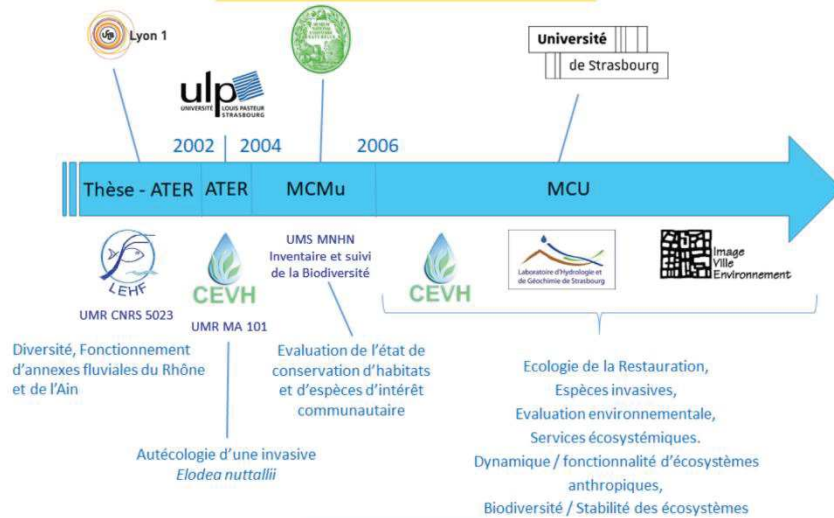 Lyon 1
ulp
UNIVERSITÉ LOUIS PASTEUR
STRASBOURG
Université
de Strasbourg
2002
2004
2006
Thèse - ATER
ATER
MCMu
MCU
LEHF
UMR CNRS 5023
CEVH
UMR MA 101
UMS MNHN
Inventaire et suivi
de la Biodiversité
CEVH
Laboratoire d'Hydrologie et
de Géochimie de Strasbourg
Image
Ville
Environnement
Diversité, Fonctionnement
d'annexes fluviales du Rhône
et de l'Ain
Autécologie d'une invasive
Elodea nuttallii
Evaluation de l'état de
conservation d'habitats
et d'espèces d'intérêt
communautaire
Ecologie de la Restauration,
Espèces invasives,
Evaluation environnementale,
Services écosystémiques.
Dynamique / fonctionnalité d'écosystèmes
anthropiques,
Biodiversité / Stabilité des écosystèmes